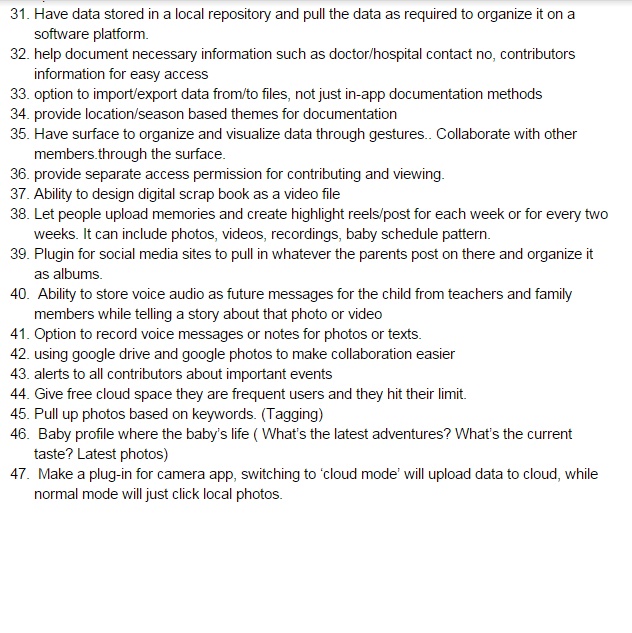 31. Have data stored in a local repository and pull the data as required to organize it on a
software platform.
32. help document necessary information such as doctor/hospital contact no, contributors
information for easy access
33. option to import/export data from/to files, not just in-app documentation methods
34. provide location/season based themes for documentation
35. Have surface to organize and visualize data through gestures.. Collaborate with other
members.through the surface.
36. provide separate access permission for contributing and viewing.
37. Ability to design digital scrap book as a video file
38. Let people upload memories and create highlight reels/post for each week or for every two
weeks. It can include photos, videos, recordings, baby schedule pattern.
39. Plugin for social media sites to pull in whatever the parents post on there and organize it
as albums.
40. Ability to store voice audio as future messages for the child from teachers and family
members while telling a story about that photo or video
41. Option to record voice messages or notes for photos or texts.
42. using google drive and google photos to make collaboration easier
43. alerts to all contributors about important events
44. Give free cloud space they are frequent users and they hit their limit.
45. Pull up photos based on keywords. (Tagging)
46. Baby profile where the baby's life ( What's the latest adventures? What's the current
taste? Latest photos)
47. Make a plug-in for camera app, switching to 'cloud mode' will upload data to cloud, while
normal mode will just click local photos.